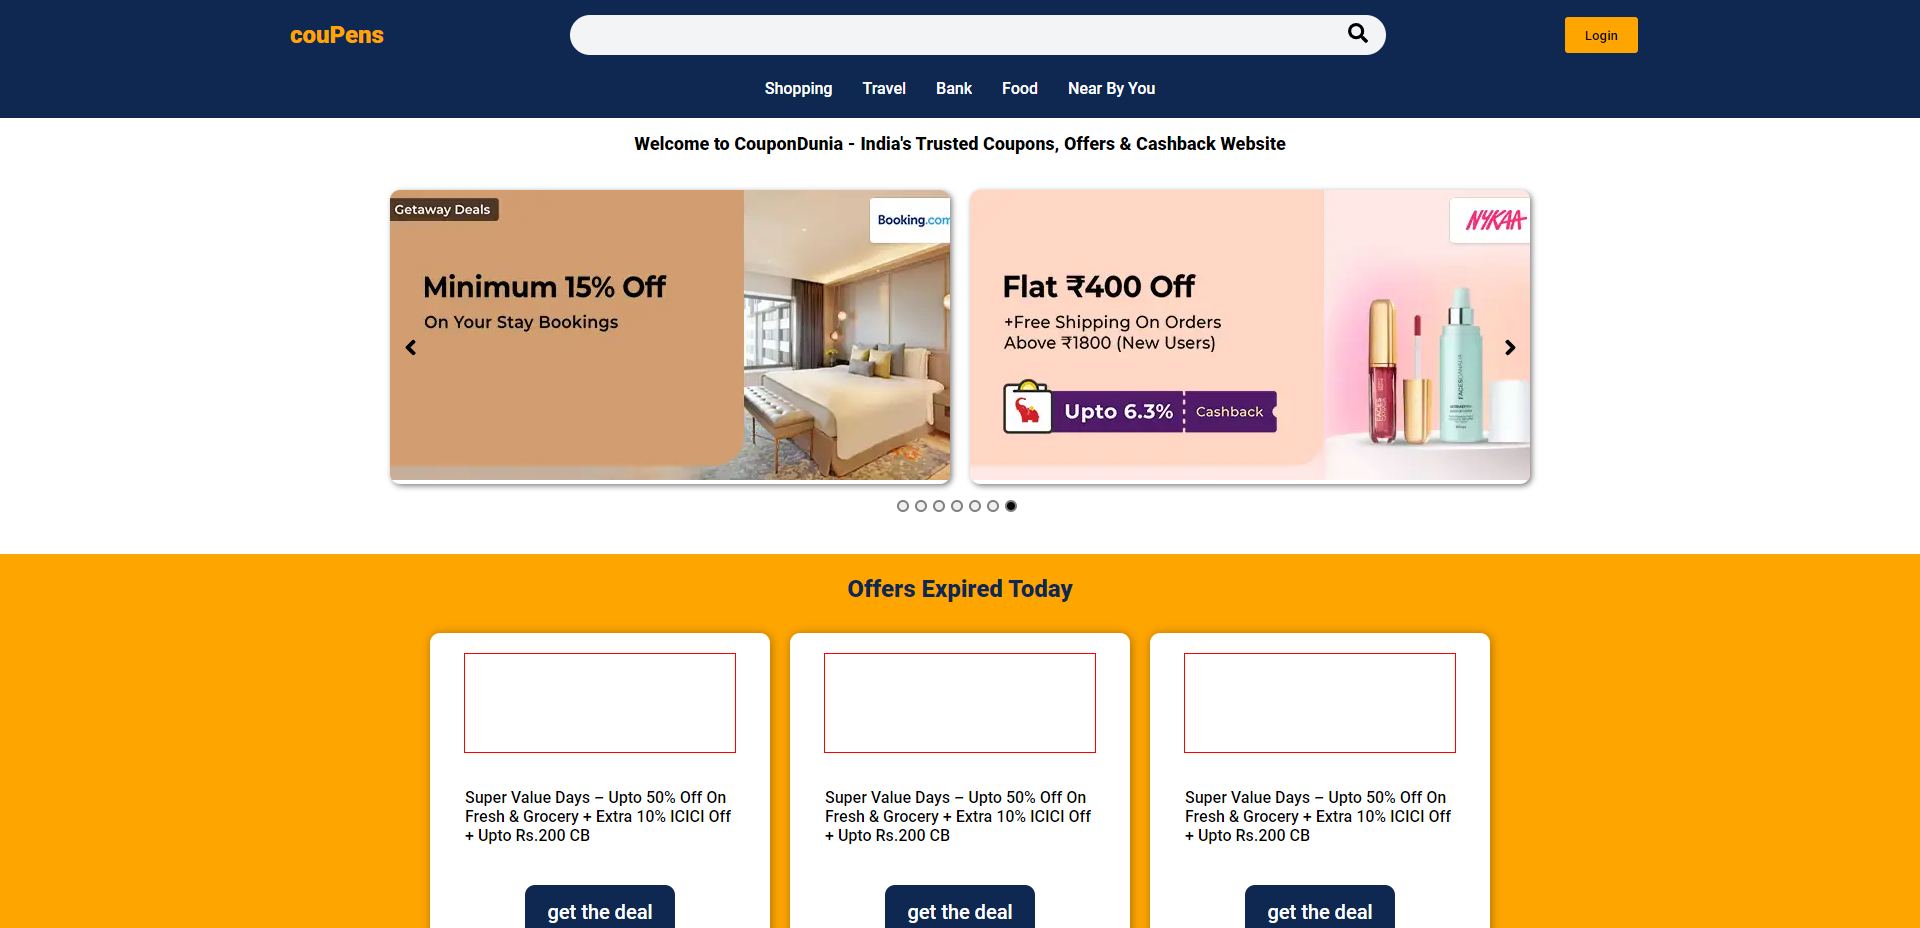 couPens
Login
Shopping Travel Bank Food Near By You
Welcome to CouponDunia - India's Trusted Coupons, Offers & Cashback Website
Getaway Deals
Booking.com
Minimum 15% Off
On Your Stay Bookings
NYKAA
Flat ₹400 Off
+Free Shipping On Orders
Above ₹1800 (New Users)
Upto 6.3% Cashback
FACES
FACESCANADA
Offers Expired Today
Super Value Days – Upto 50% Off On
Fresh & Grocery + Extra 10% ICICI Off
+ Upto Rs.200 CB
get the deal
Super Value Days – Upto 50% Off On
Fresh & Grocery + Extra 10% ICICI Off
+ Upto Rs.200 CB
get the deal
Super Value Days – Upto 50% Off On
Fresh & Grocery + Extra 10% ICICI Off
+ Upto Rs.200 CB
get the deal